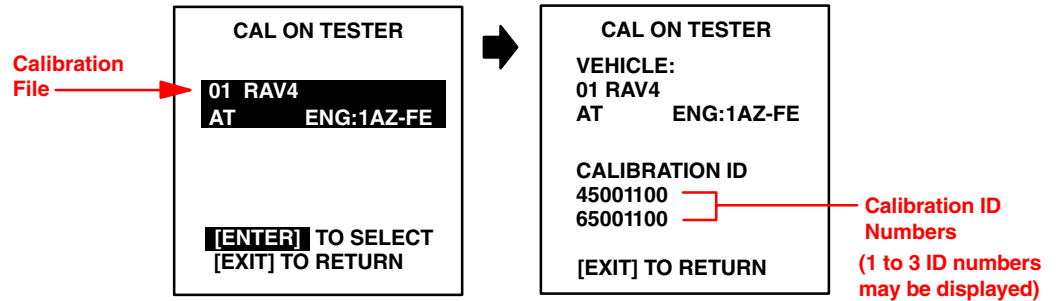 Calibration
File
CAL ON TESTER
01 RAV4
AT ENG:1AZ-FE
[ENTER] TO SELECT
[EXIT] TO RETURN
CAL ON TESTER
VEHICLE:
01 RAV4
AT ENG:1AZ-FE
CALIBRATION ID
45001100
65001100
[EXIT] TO RETURN
Calibration ID
Numbers
(1 to 3 ID numbers
may be displayed)